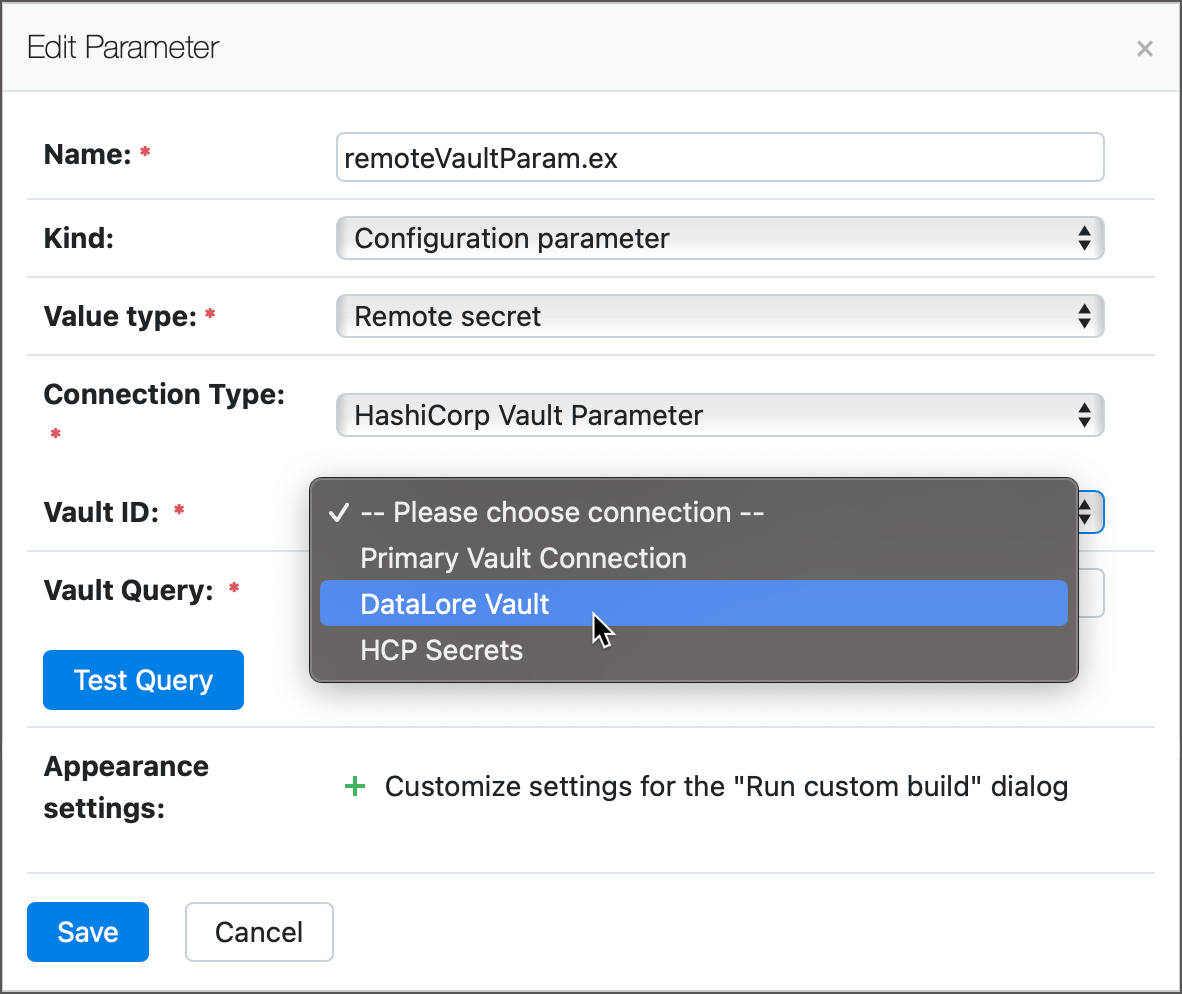 Edit Parameter ×
Name: * remoteVaultParam.ex
Kind: Configuration parameter
Value type: * Remote secret
Connection Type: * HashiCorp Vault Parameter
Vault ID: * ✓ -- Please choose connection --
Primary Vault Connection
DataLore Vault
HCP Secrets
Vault Query: *
Test Query
Appearance settings: + Customize settings for the "Run custom build" dialog
Save Cancel